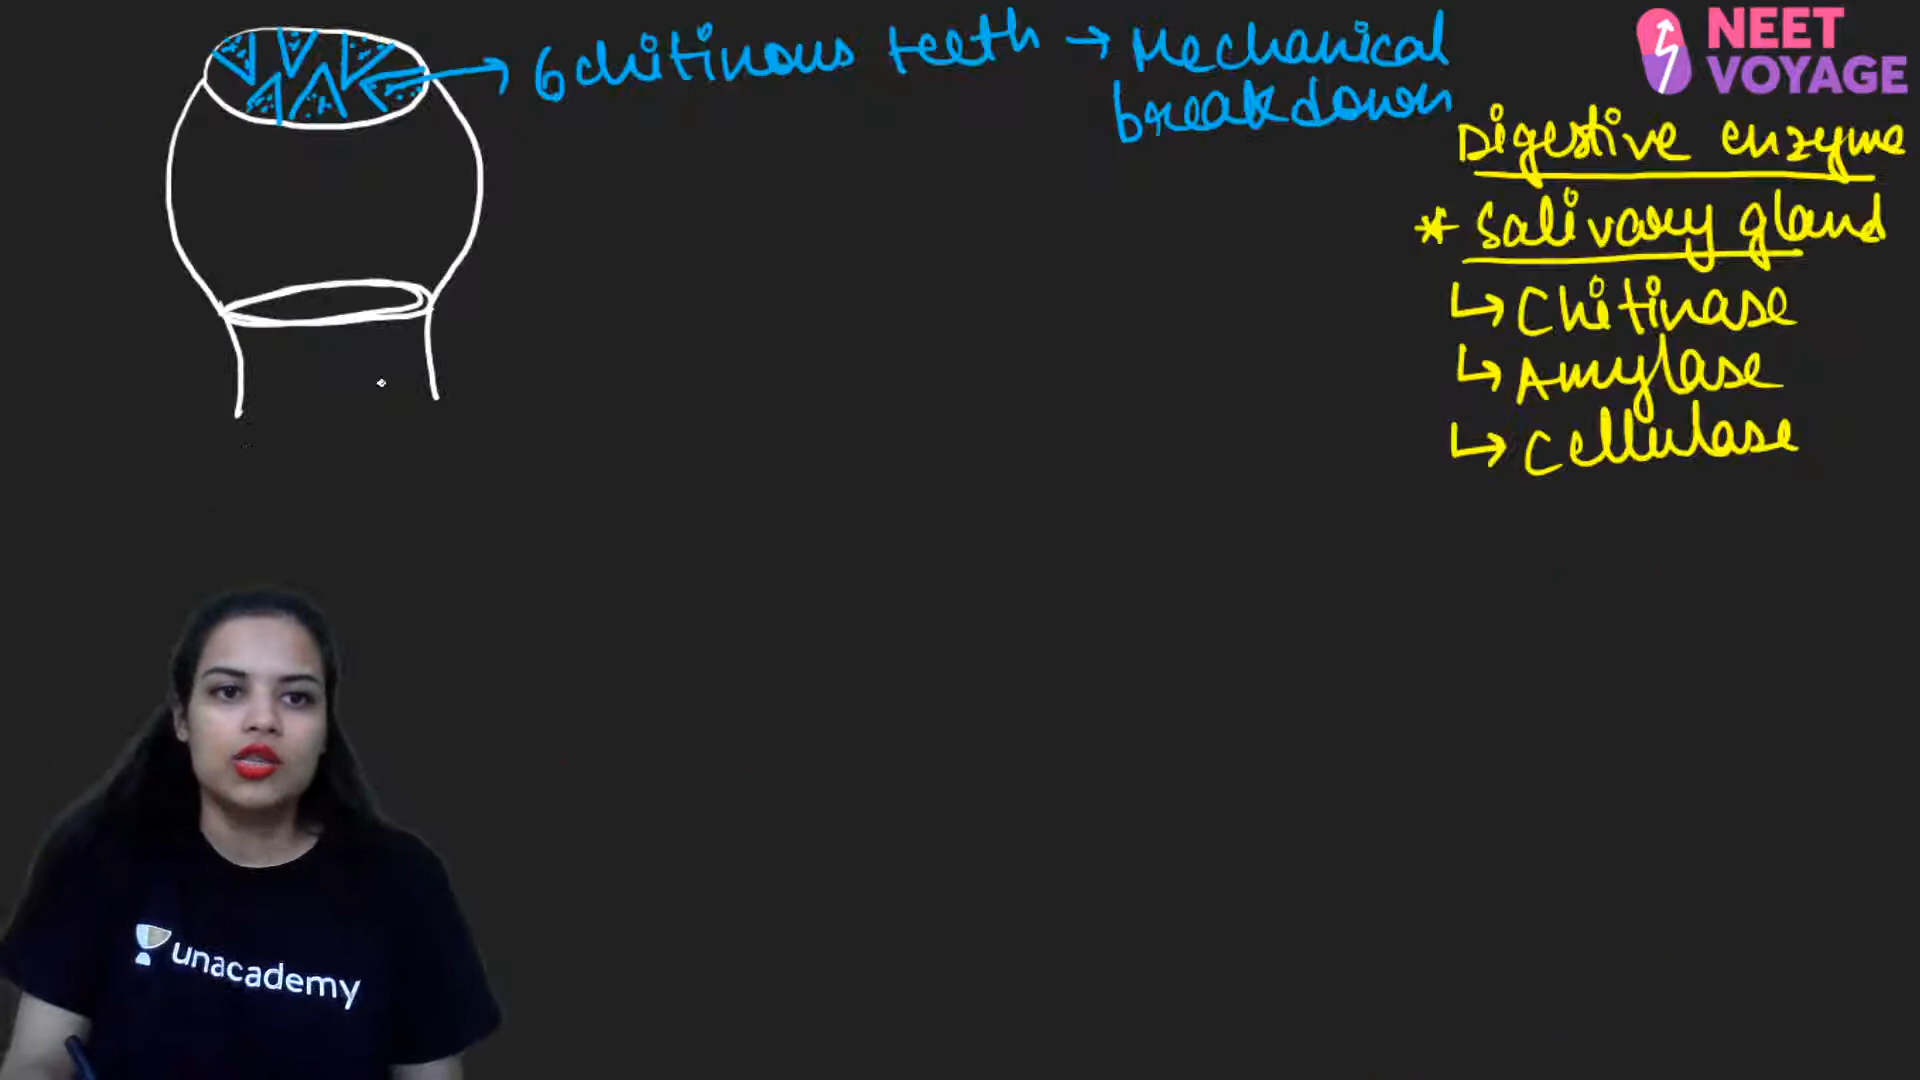 6 chitinous teeth → Mechanical
breakdown
NEET
VOYAGE
Digestive enzyme
* Salivary gland
↳ Chitinase
↳ Amylase
↳ Cellulase
unacademy